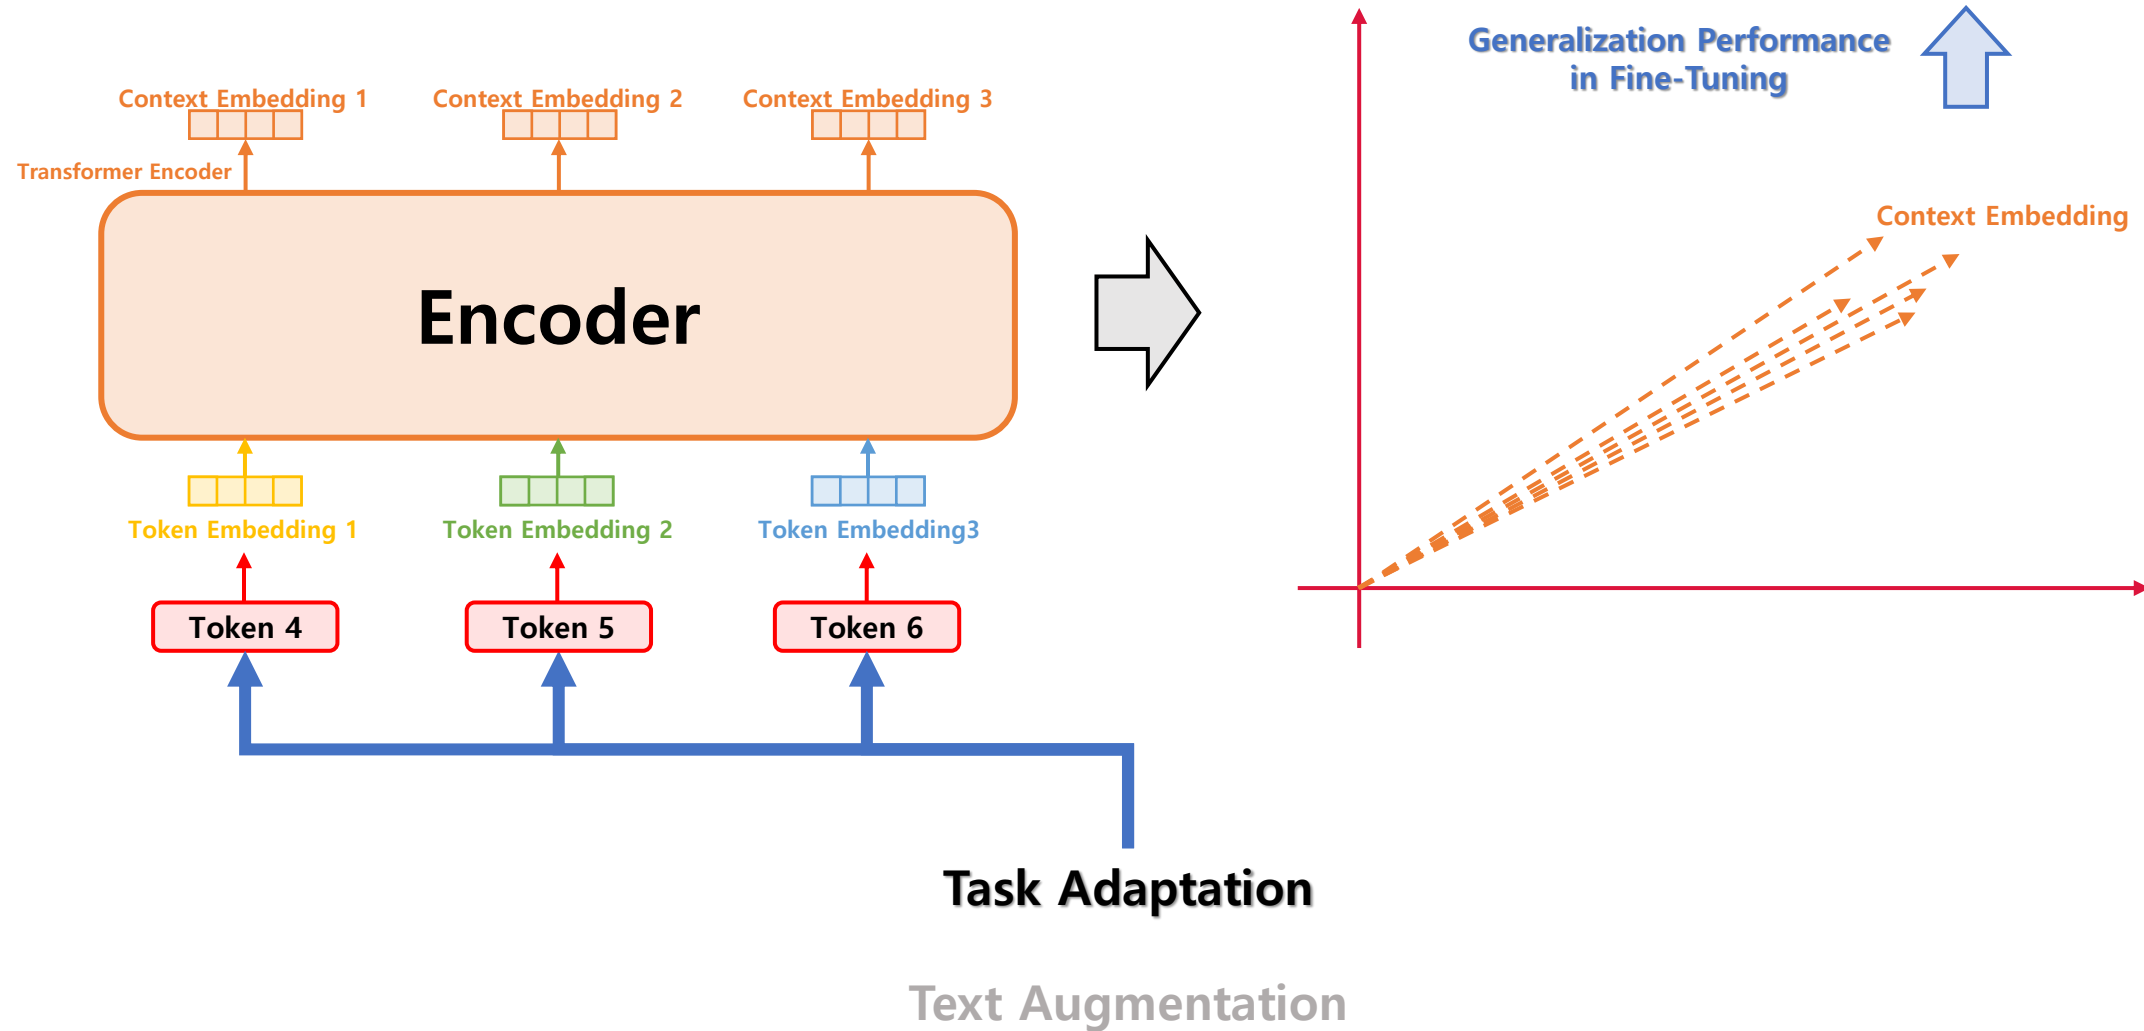 Generalization Performance
in Fine-Tuning
Context Embedding 1
Context Embedding 2
Context Embedding 3
Transformer Encoder
Context Embedding
Encoder
Token Embedding 1
Token Embedding 2
Token Embedding3
Token 4
Token 5
Token 6
Task Adaptation
Text Augmentation